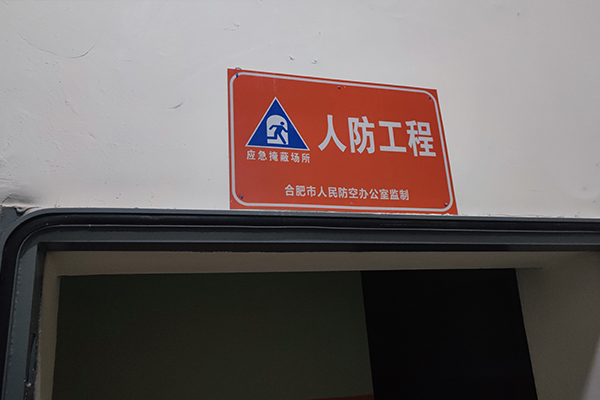 人防工程
应急掩蔽场所
合肥市人民防空办公室监制